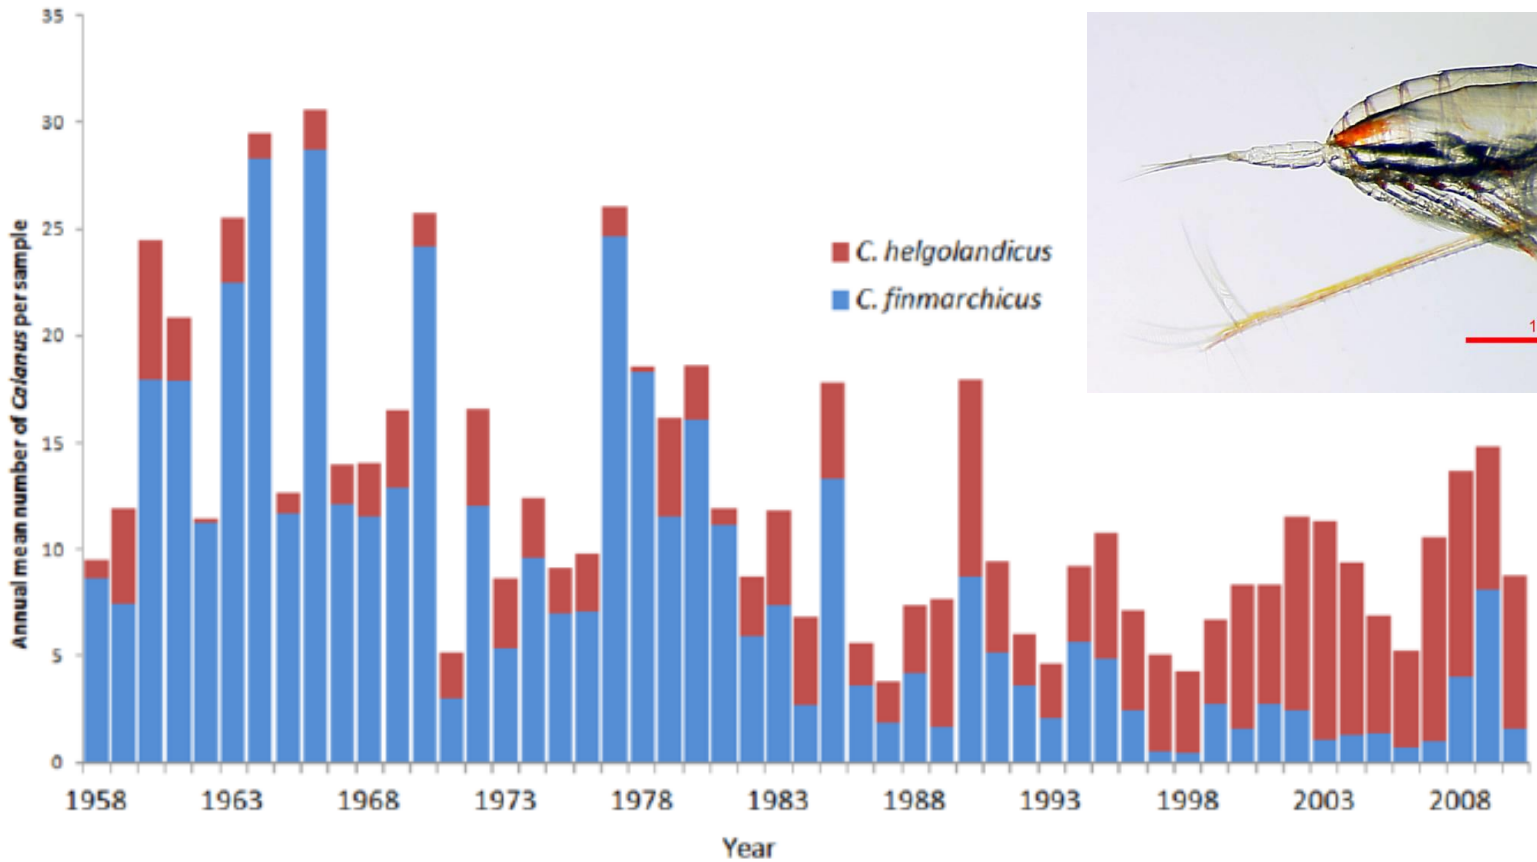 35
30
25
20
15
10
5
0
Annual mean number of Calanus per sample
C. helgolandicus
C. finmarchicus
1
1958 1963 1968 1973 1978 1983 1988 1993 1998 2003 2008
Year